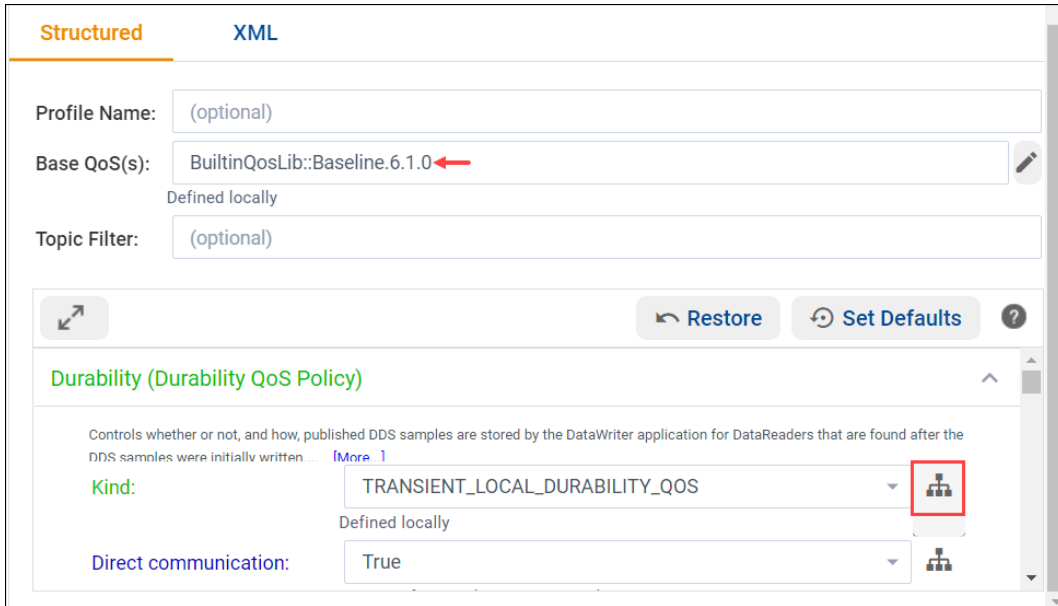 Structured XML
Profile Name: (optional)
Base QoS(s): BuiltinQosLib::Baseline.6.1.0
Defined locally
Topic Filter: (optional)
Restore Set Defaults ?
Durability (Durability QoS Policy)
Controls whether or not, and how, published DDS samples are stored by the DataWriter application for DataReaders that are found after the
DDS samples were initially written.... [More...]
Kind: TRANSIENT_LOCAL_DURABILITY_QOS
Defined locally
Direct communication: True